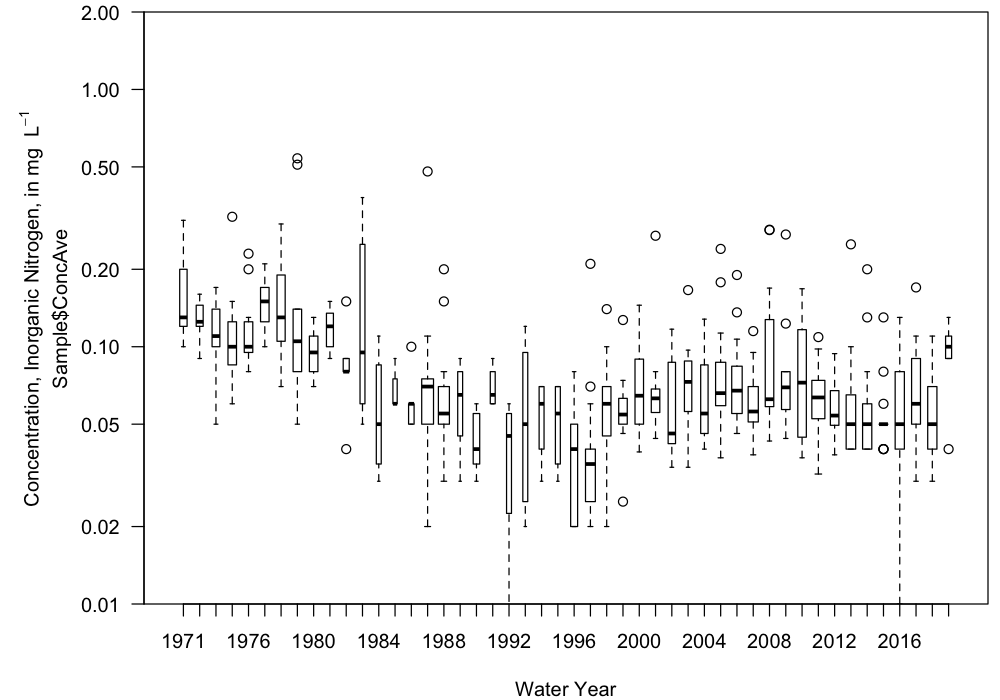 Concentration, Inorganic Nitrogen, in mg L⁻¹
Sample$ConcAve
2.00
1.00
0.50
0.20
0.10
0.05
0.02
0.01
1971 1976 1980 1984 1988 1992 1996 2000 2004 2008 2012 2016
Water Year